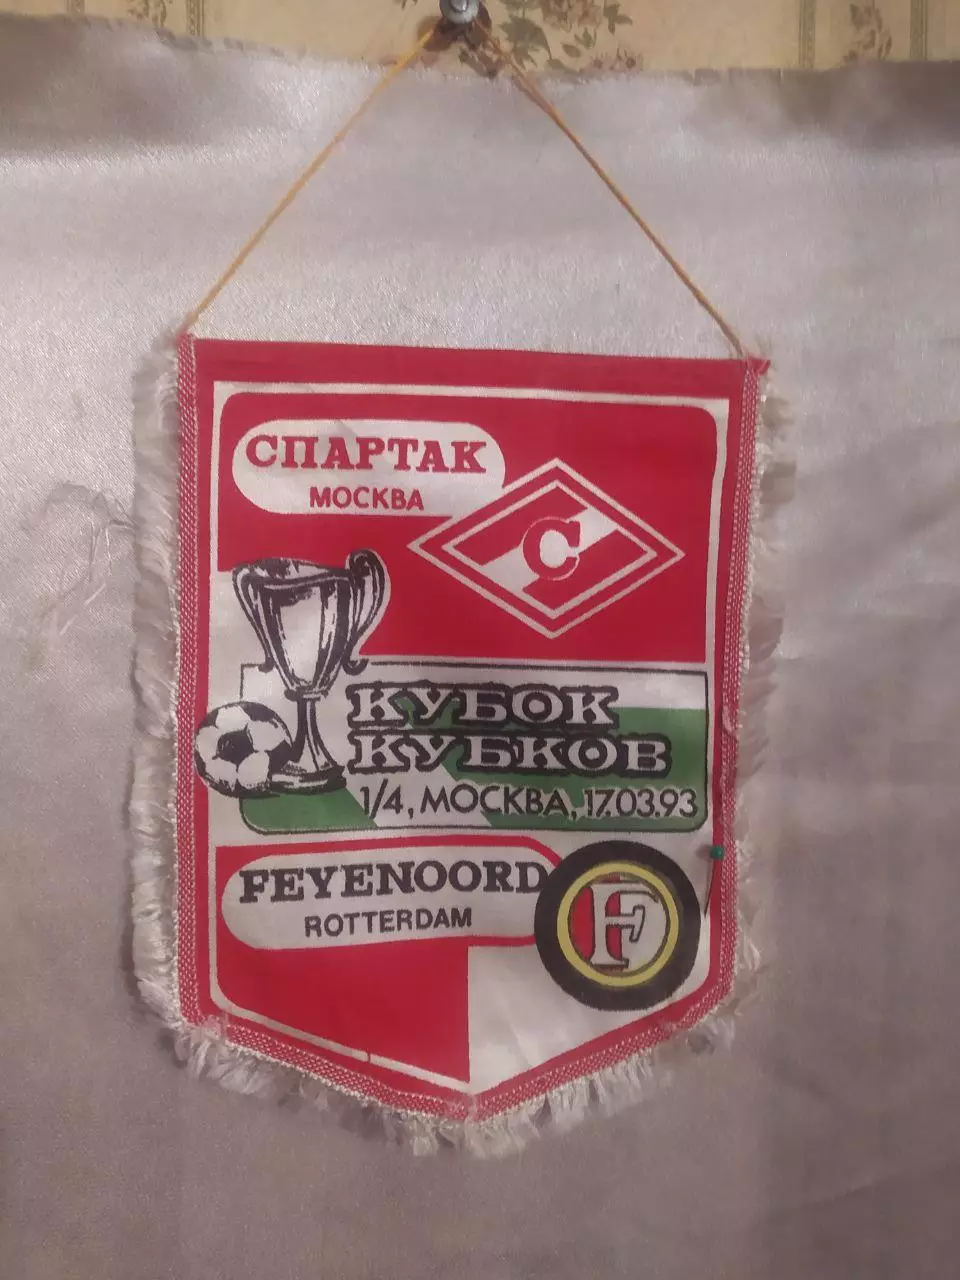 СПАРТАК
МОСКВА
С
КУБОК
КУБКОВ
1/4, МОСКВА, 17.03.93
FEYENOORD
ROTTERDAM
F